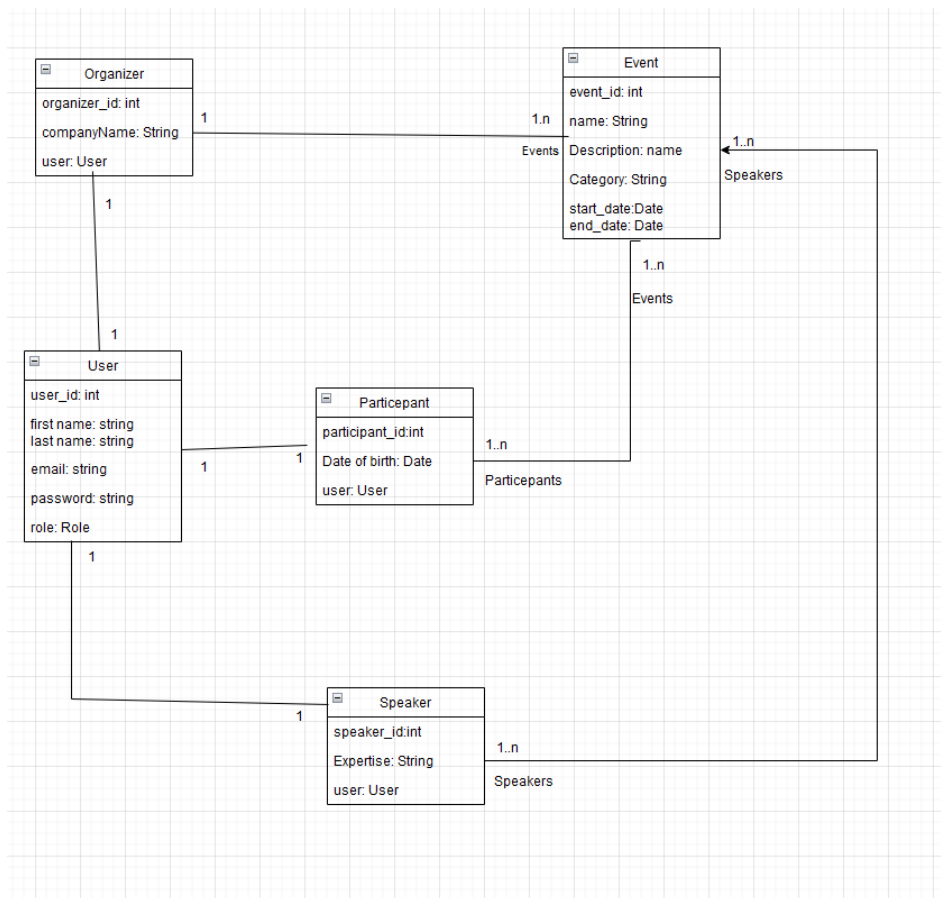 Organizer
organizer_id: int
companyName: String
user: User
1
1.n
Events
Event
event_id: int
name: String
Description: name
Category: String
start_date:Date
end_date: Date
1..n
Speakers
1
1
1..n
Events
User
user_id: int
first name: string
last name: string
email: string
password: string
role: Role
1
1
Particepant
participant_id:int
Date of birth: Date
user: User
1..n
Particepants
1
1
Speaker
speaker_id:int
Expertise: String
user: User
1..n
Speakers